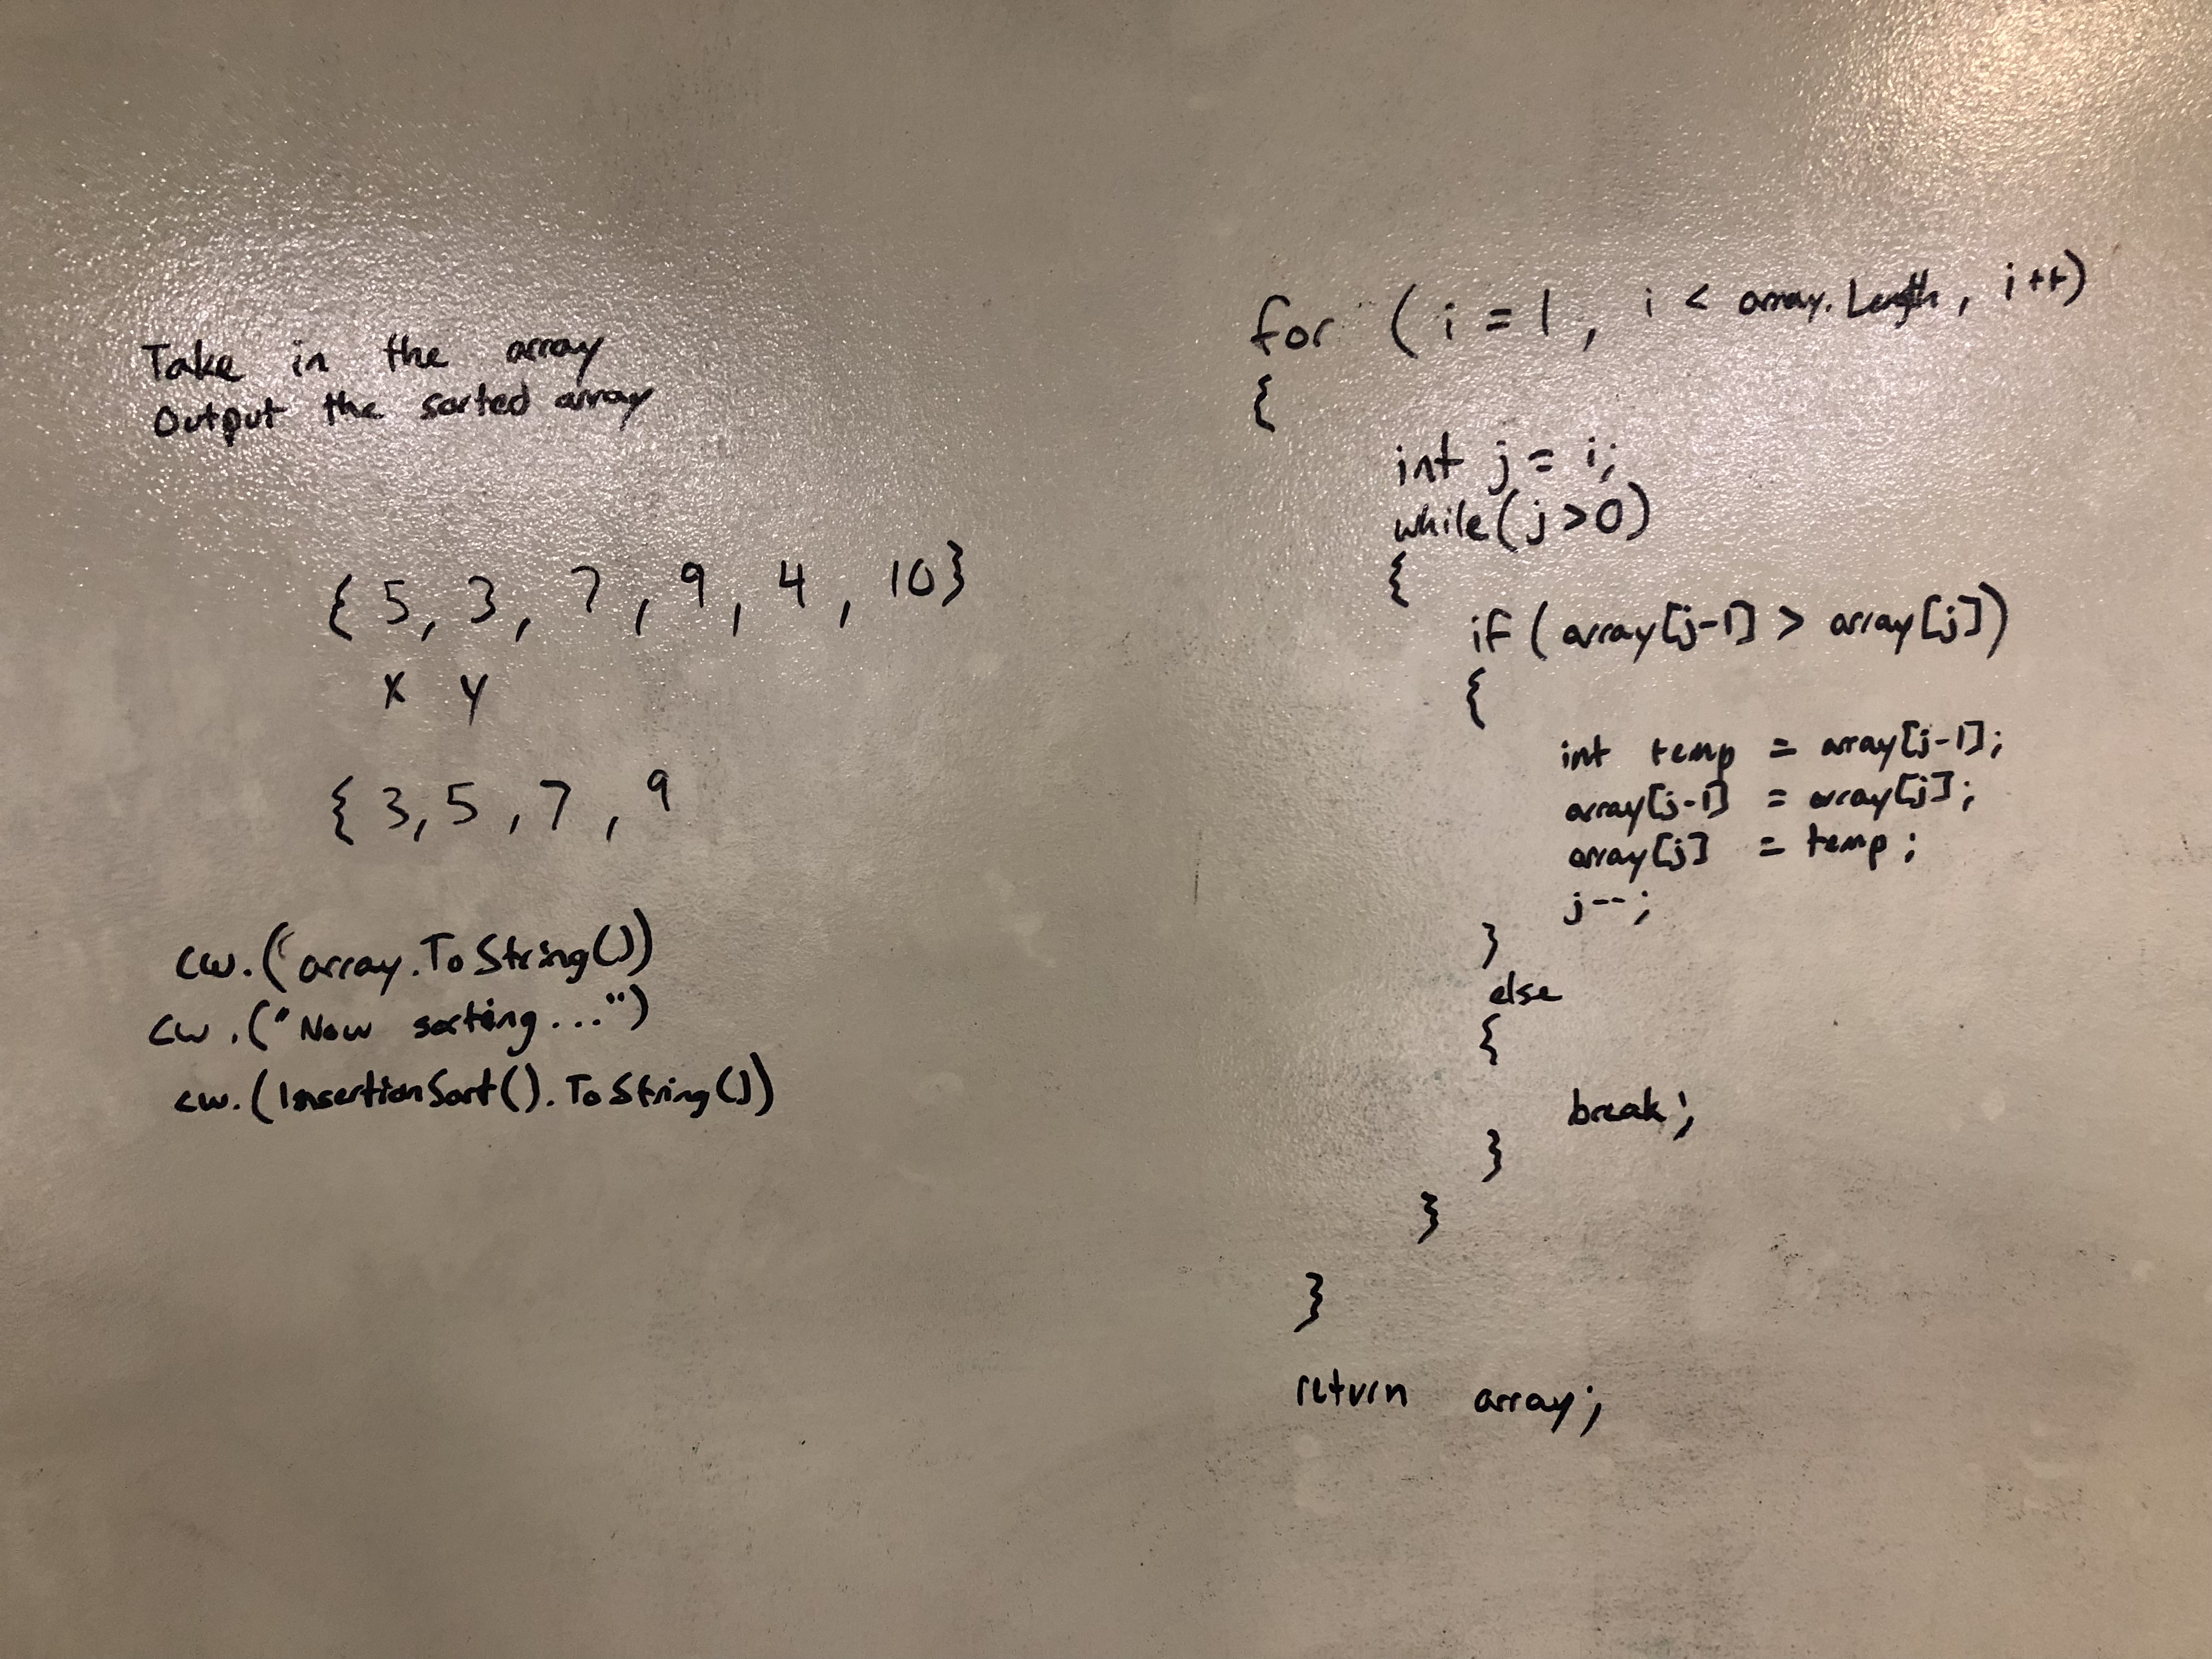 Take in the array
Output the sorted array
{ 5, 3, 7, 9, 4, 10}
x y
{ 3, 5, 7, 9
cw.(array.ToString())
cw.("Now sorting...")
cw.(InsertionSort().ToString())
for (i = 1, i < array.Length, i++)
{
int j = i;
while(j>0)
{
if (array[j-1] > array[j])
{
int temp = array[j-1];
array[j-1] = array[j];
array[j] = temp;
j--;
}
else
{
break;
}
}
}
return array;